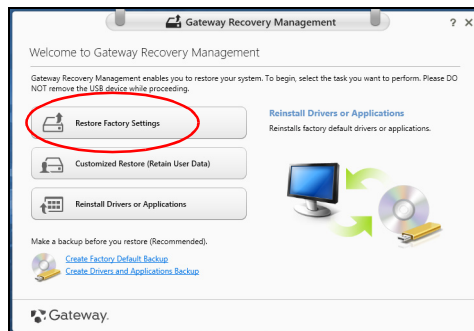 Gateway Recovery Management
? ×
Welcome to Gateway Recovery Management
Gateway Recovery Management enables you to restore your system. To begin, select the task you want to perform. Please DO
NOT remove the USB device while proceeding.
Restore Factory Settings
Customized Restore (Retain User Data)
Reinstall Drivers or Applications
Reinstall Drivers or Applications
Reinstalls factory default drivers or applications.
Make a backup before you restore (Recommended).
Create Factory Default Backup
Create Drivers and Applications Backup
Gateway.